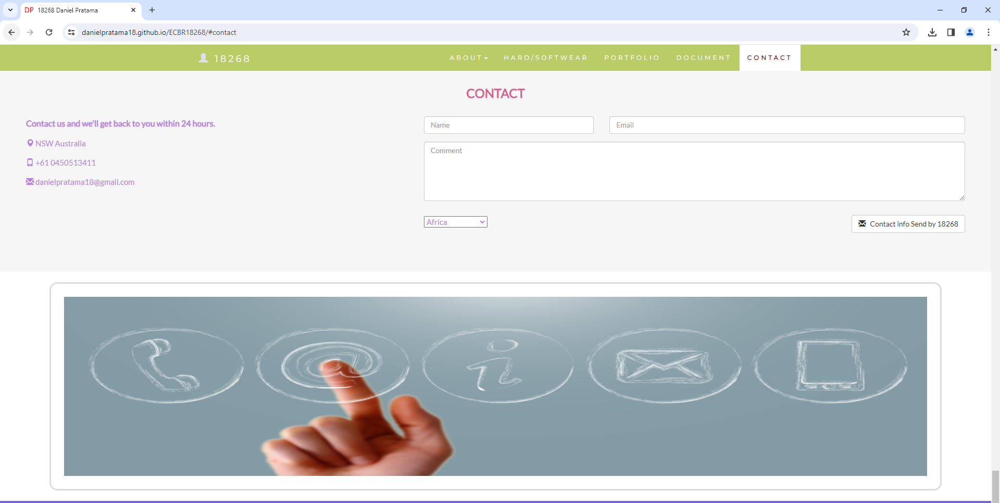 DP 18268 Daniel Pratama
danielpratama18.github.io/ECBR18268/#contact
18268 ABOUT HARD/SOFTWEAR PORTFOLIO DOCUMENT CONTACT
CONTACT
Contact us and we'll get back to you within 24 hours.
NSW Australia
+61 0450513411
danielpratama18@gmail.com
Name Email
Comment
Africa Contact info Send by 18268